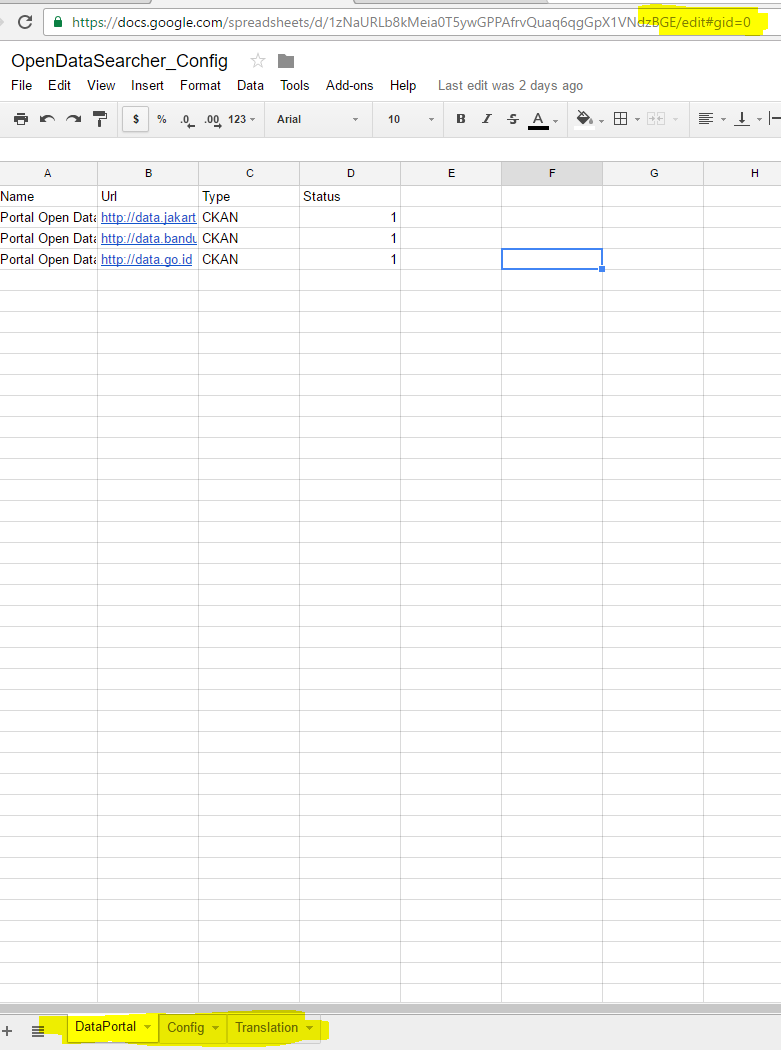 https://docs.google.com/spreadsheets/d/1zNaURLb8kMeia0T5ywGPPAfrvQuaq6qgGpX1VNdzBGE/edit#gid=0
OpenDataSearcher_Config
File Edit View Insert Format Data Tools Add-ons Help Last edit was 2 days ago
$ % .0 .00 123 Arial 10 B I S A
A B C D E F G H
Name Url Type Status
Portal Open Data http://data.jakart CKAN 1
Portal Open Data http://data.bandu CKAN 1
Portal Open Data http://data.go.id CKAN 1
+ DataPortal Config Translation